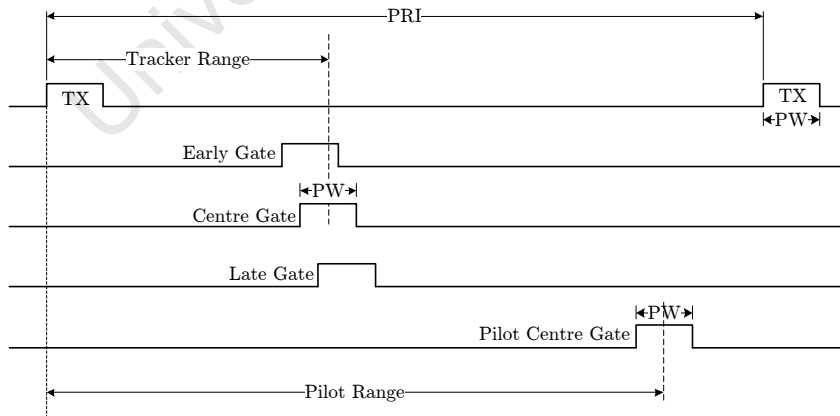 PRI
Tracker Range
TX TX
PW
Early Gate
PW
Centre Gate
Late Gate
PW
Pilot Centre Gate
Pilot Range